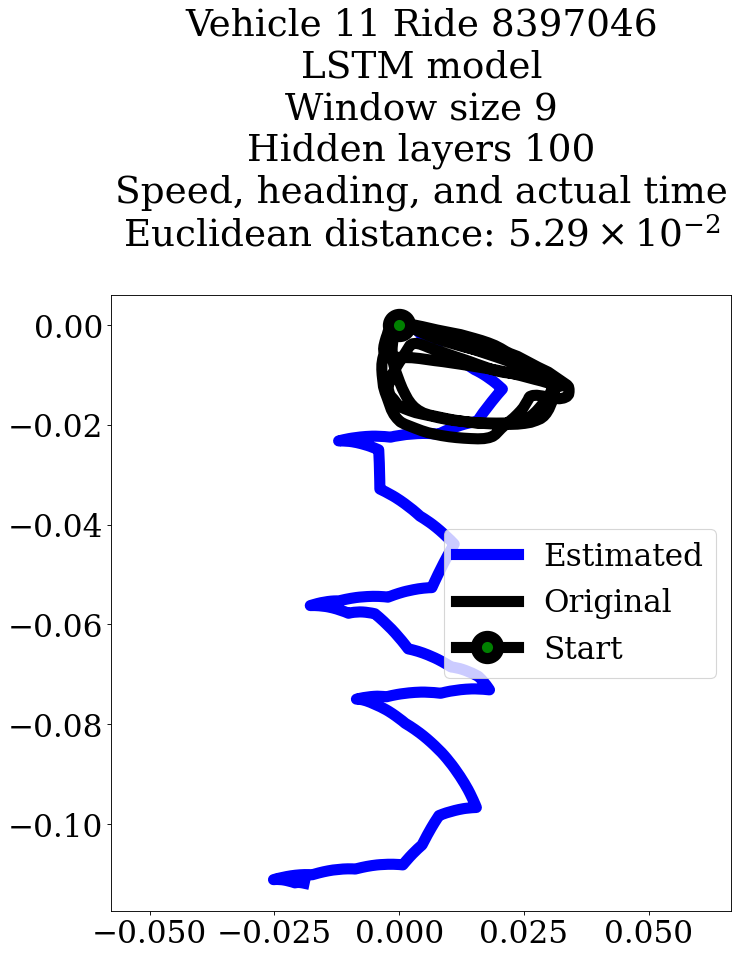 Vehicle 11 Ride 8397046
LSTM model
Window size 9
Hidden layers 100
Speed, heading, and actual time
Euclidean distance: 5.29 × 10⁻²
0.00
−0.02
−0.04
−0.06
−0.08
−0.10
Estimated
Original
Start
−0.050 −0.025 0.000 0.025 0.050